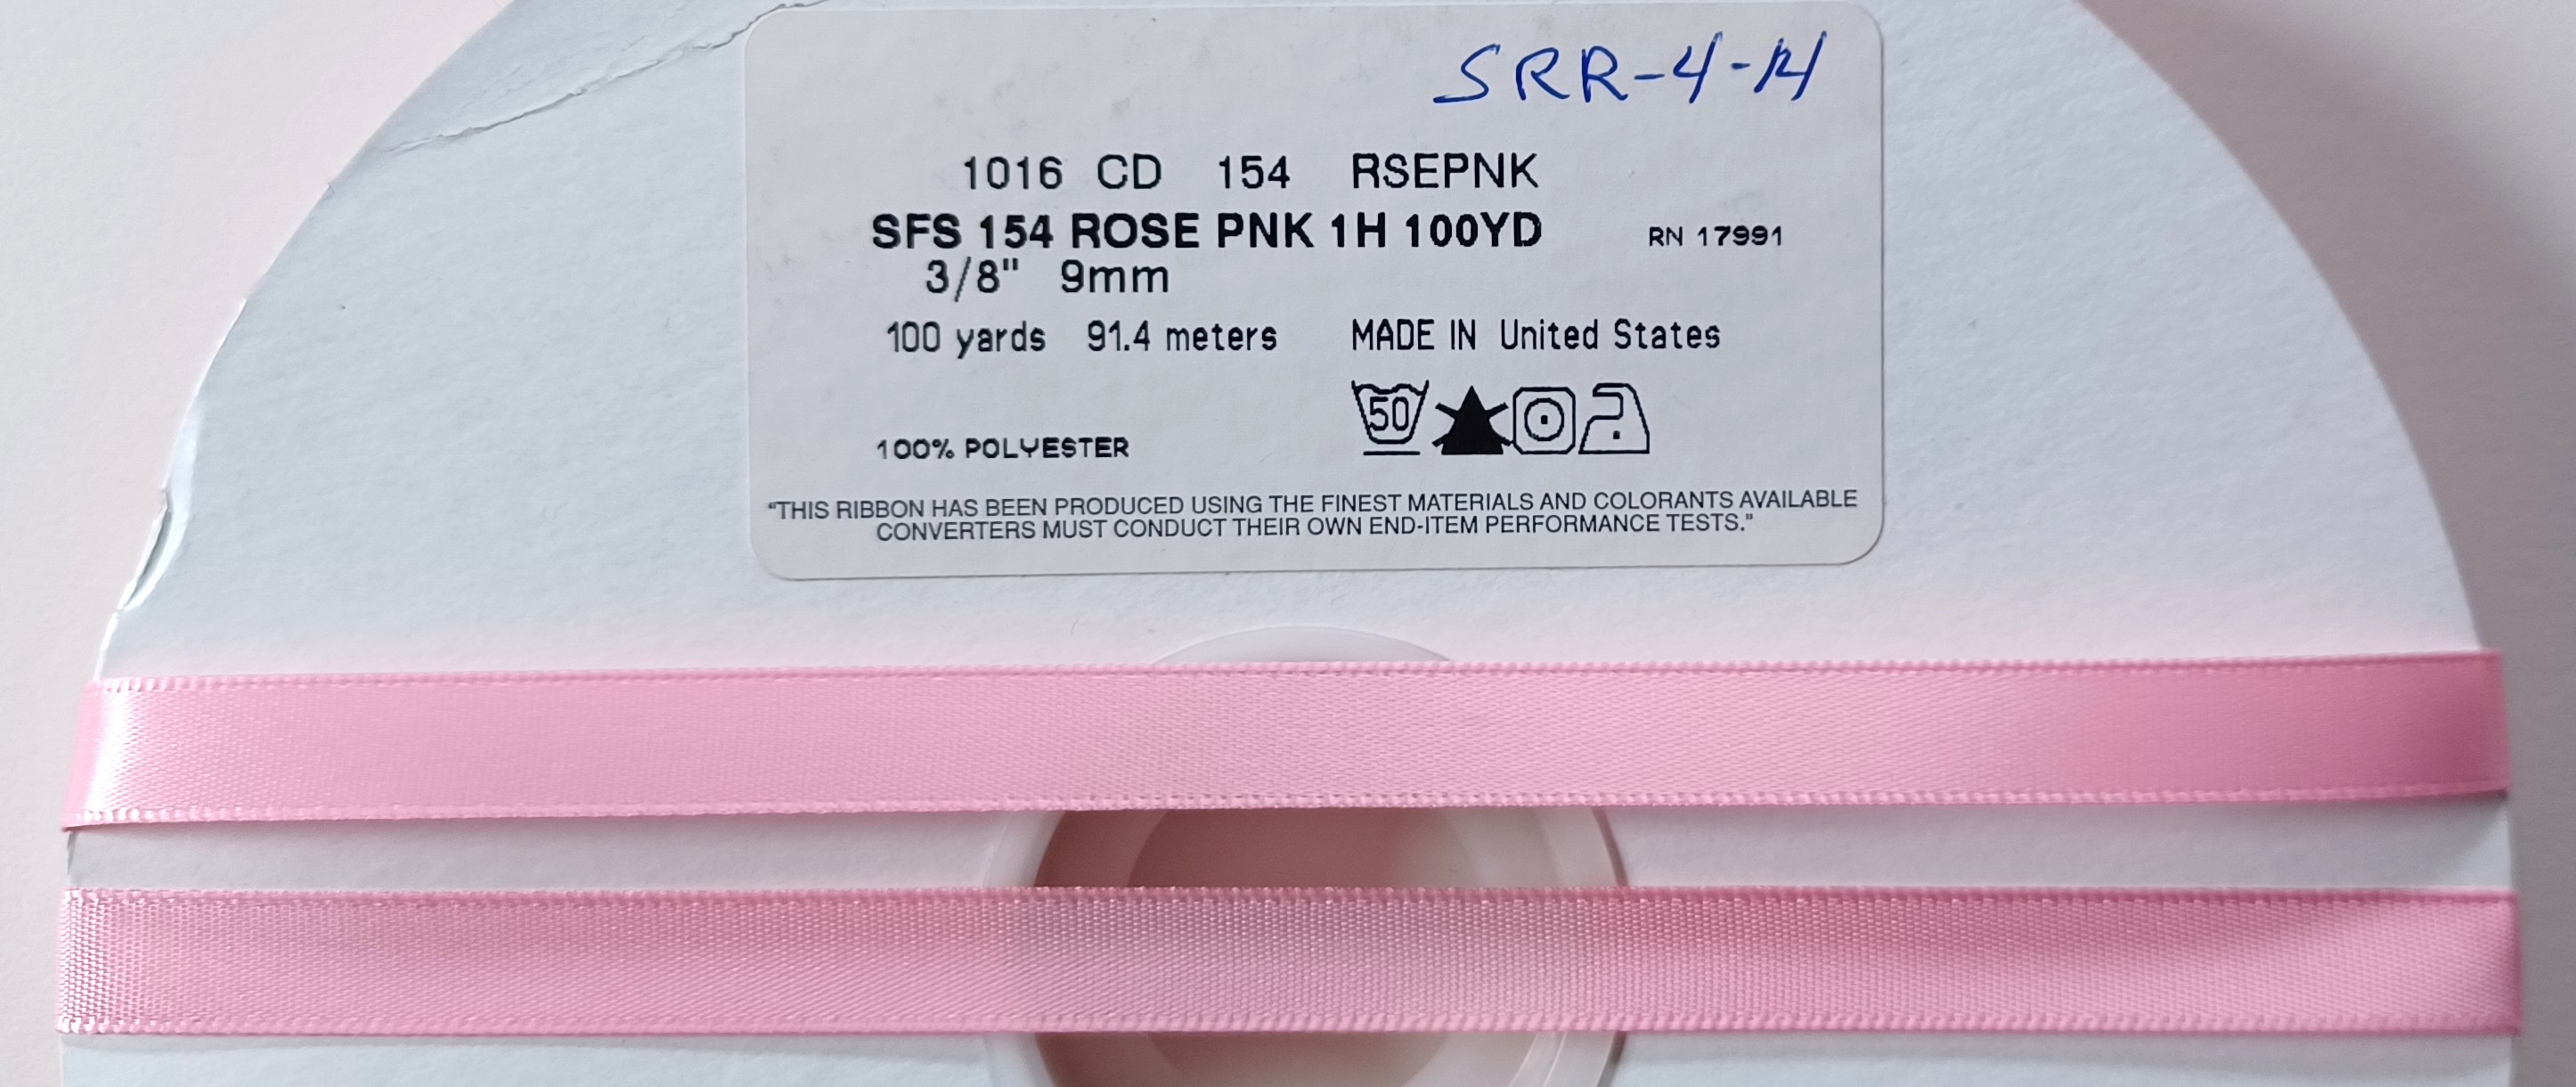 SRR-4-14
1016 CD 154 RSEPNK
SFS 154 ROSE PNK 1H 100YD RN 17991
3/8" 9mm
100 yards 91.4 meters MADE IN United States
50
100% POLYESTER
"THIS RIBBON HAS BEEN PRODUCED USING THE FINEST MATERIALS AND COLORANTS AVAILABLE
CONVERTERS MUST CONDUCT THEIR OWN END-ITEM PERFORMANCE TESTS."